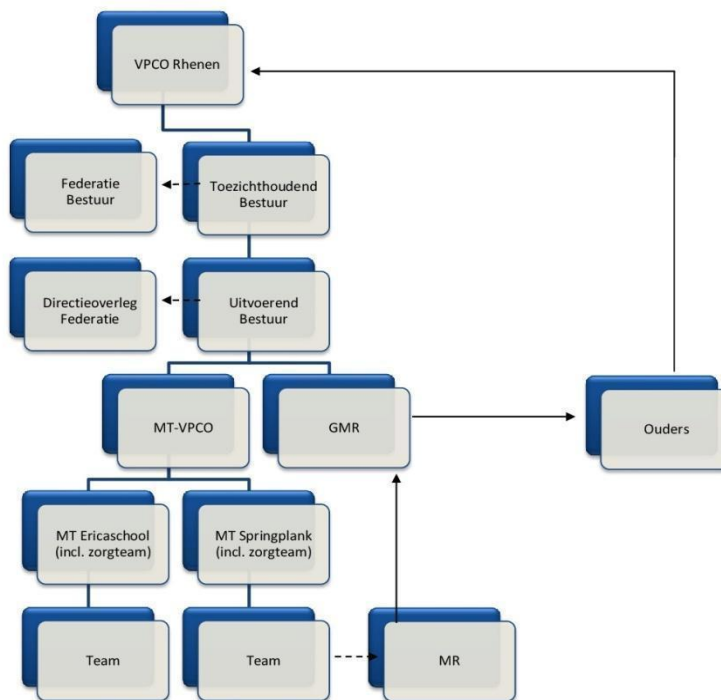 VPCO Rhenen
Federatie
Bestuur
Toezichthoudend
Bestuur
Directieoverleg
Federatie
Uitvoerend
Bestuur
MT-VPCO
GMR
Ouders
MT Ericaschool
(incl. zorgteam)
MT Springplank
(incl. zorgteam)
Team
Team
MR